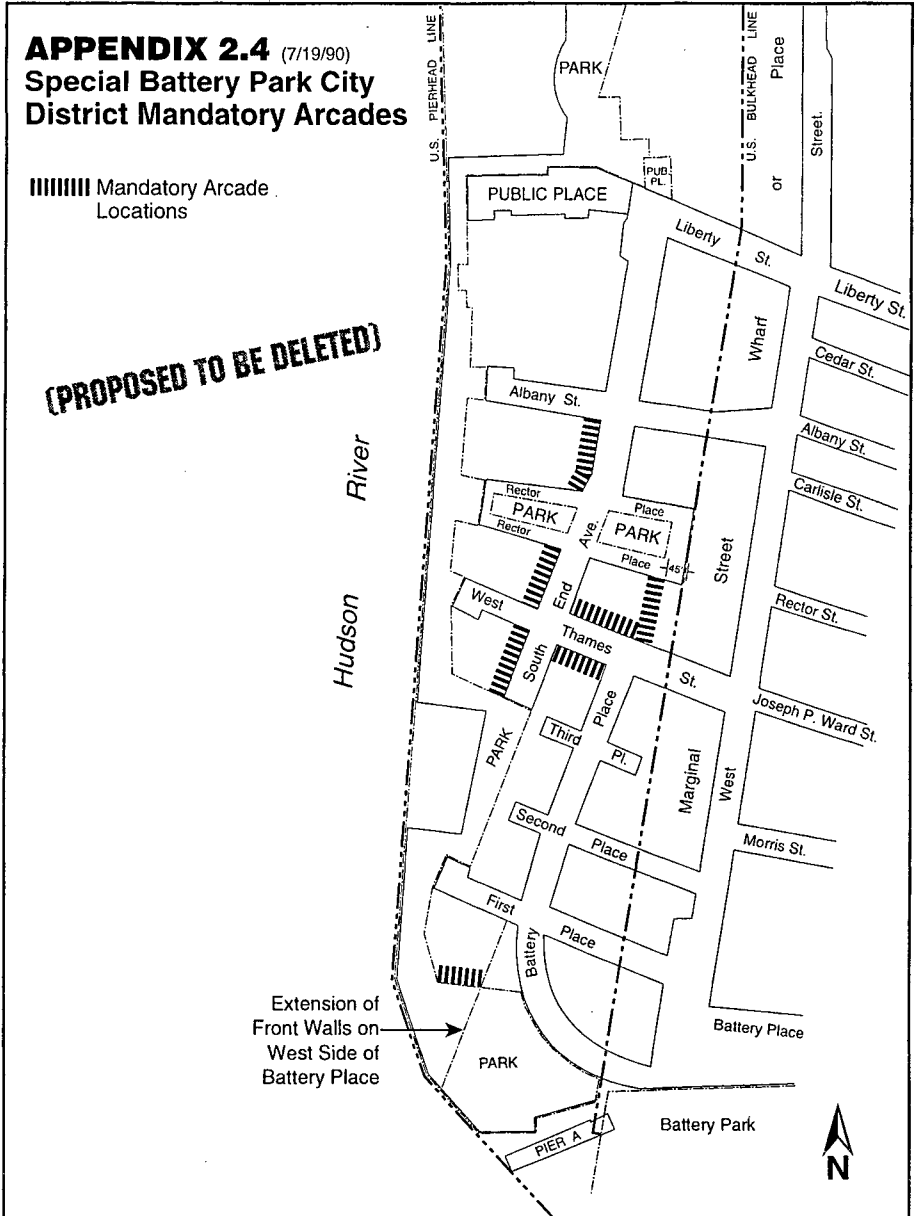 APPENDIX 2.4 (7/19/90)
Special Battery Park City
District Mandatory Arcades
Mandatory Arcade
Locations
(PROPOSED TO BE DELETED)
U.S. PIERHEAD LINE
PARK
U.S. BULKHEAD LINE
Place
or
Street.
PUB.
PL.
PUBLIC PLACE
Liberty
St.
Liberty St.
Wharf
Cedar St.
Albany St.
Albany St.
Carlisle St.
Hudson River
Rector
Place
PARK
PARK
Rector
Place
Ave.
45'
Street
End
West
Thames
St.
South
Rector St.
Joseph P. Ward St.
Place
PARK
Third
Pl.
Marginal
West
Second
Place
Morris St.
First
Place
Battery
Extension of
Front Walls on
West Side of
Battery Place
PARK
Battery Place
Battery Park
PIER A
N